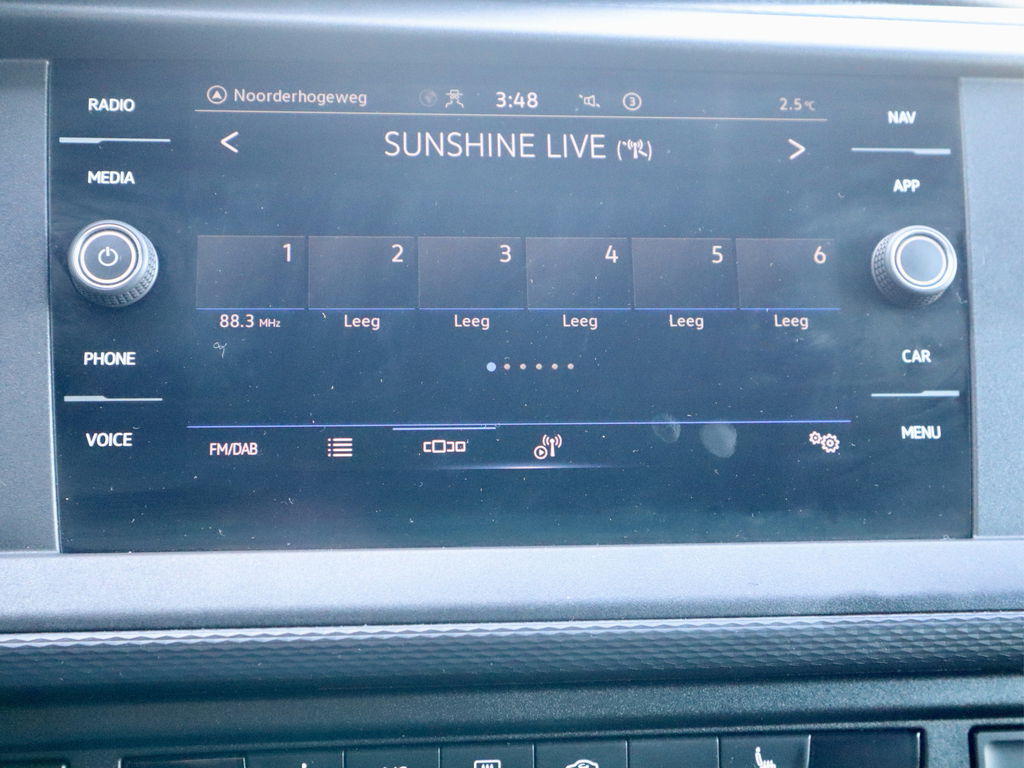 RADIO
MEDIA
PHONE
VOICE
Noorderhogeweg 3:48 3 2.5°C
< SUNSHINE LIVE >
1 2 3 4 5 6
88.3 MHz Leeg Leeg Leeg Leeg Leeg
FM/DAB
NAV
APP
CAR
MENU